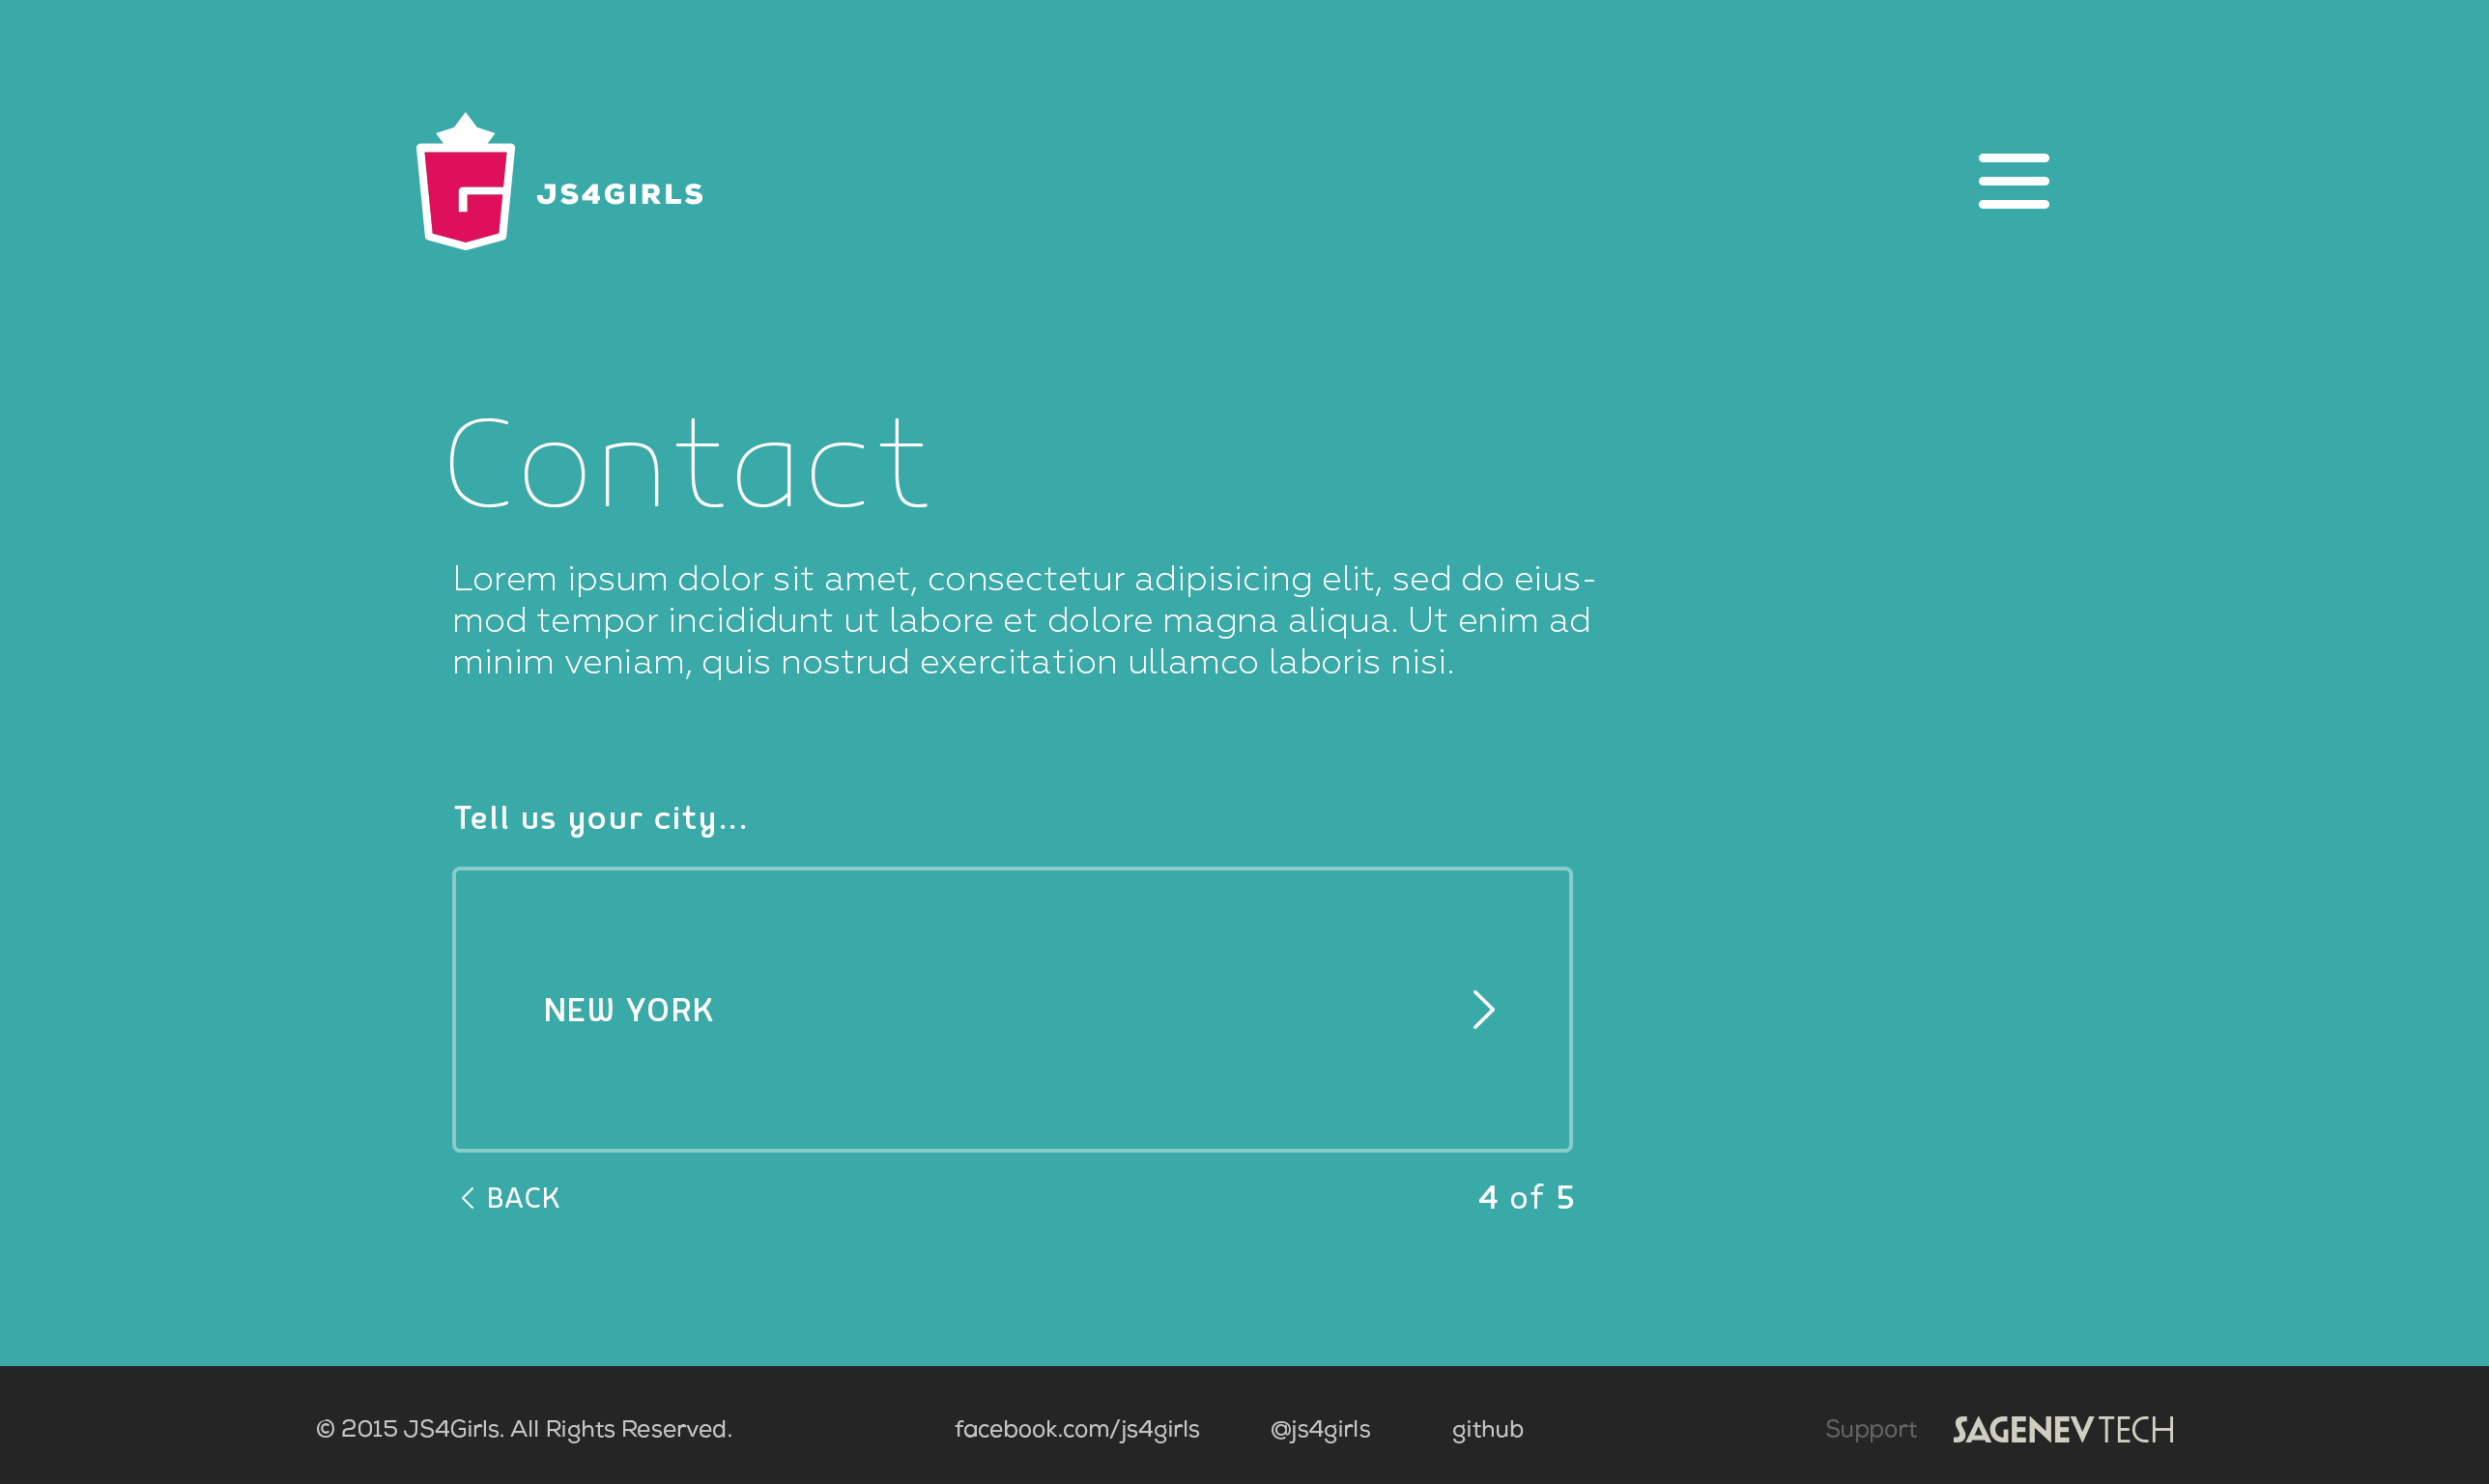 JS4GIRLS
Contact
Lorem ipsum dolor sit amet, consectetur adipisicing elit, sed do eius-
mod tempor incididunt ut labore et dolore magna aliqua. Ut enim ad
minim veniam, quis nostrud exercitation ullamco laboris nisi.
Tell us your city...
NEW YORK
BACK
4 of 5
© 2015 JS4Girls. All Rights Reserved.
facebook.com/js4girls
@js4girls
github
Support
SAGENEVTECH